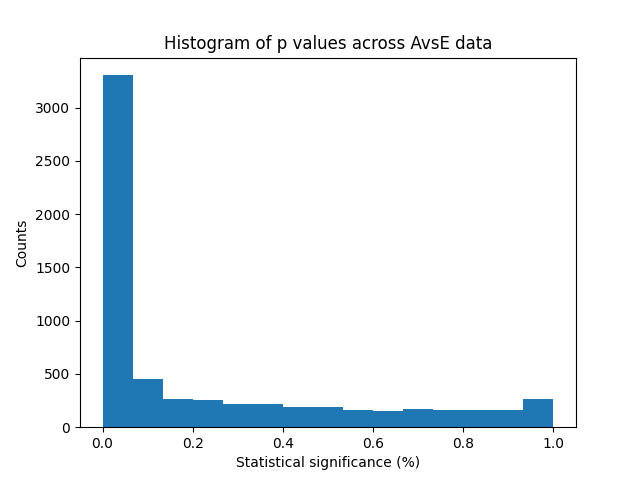 Histogram of p values across AvsE data
3000
2500
2000
1500
1000
500
0
Counts
0.0 0.2 0.4 0.6 0.8 1.0
Statistical significance (%)